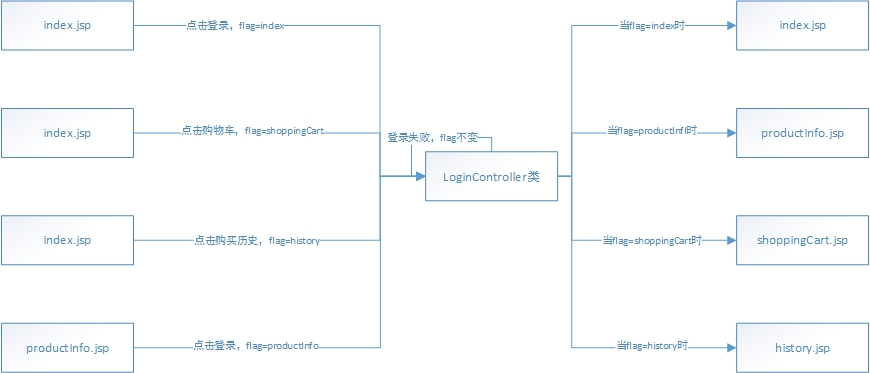 index.jsp
点击登录，flag=index
当flag=index时
index.jsp
index.jsp
点击购物车，flag=shoppingCart
登录失败，flag不变
当flag=productInfl时
productInfo.jsp
LoginController类
index.jsp
点击购买历史，flag=history
当flag=shoppingCart时
shoppingCart.jsp
productInfo.jsp
点击登录，flag=productInfo
当flag=history时
history.jsp